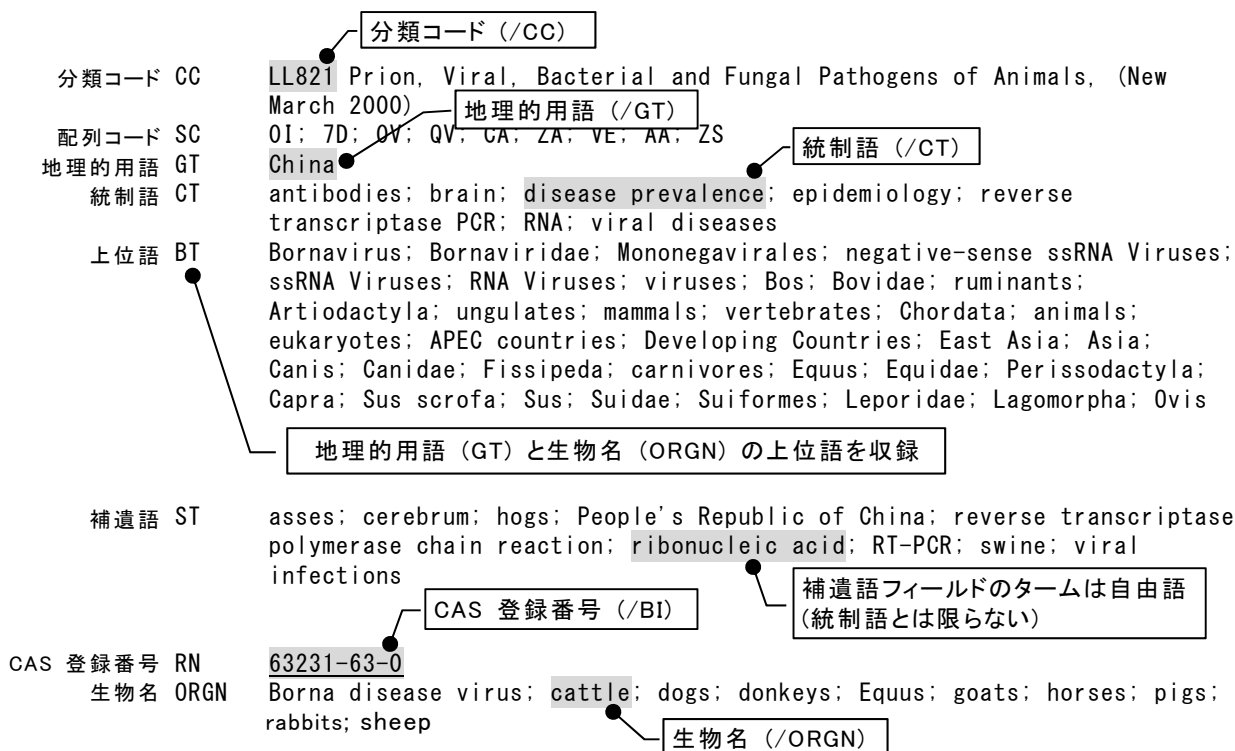 分類コード (/CC)
分類コード CC LL821 Prion, Viral, Bacterial and Fungal Pathogens of Animals, (New
March 2000)
地理的用語 (/GT)
配列コード SC OI; 7D; OV; QV; CA; ZA; VE; AA; ZS
統制語 (/CT)
地理的用語 GT China
統制語 CT antibodies; brain; disease prevalence; epidemiology; reverse
transcriptase PCR; RNA; viral diseases
上位語 BT Bornavirus; Bornaviridae; Mononegavirales; negative-sense ssRNA Viruses;
ssRNA Viruses; RNA Viruses; viruses; Bos; Bovidae; ruminants;
Artiodactyla; ungulates; mammals; vertebrates; Chordata; animals;
eukaryotes; APEC countries; Developing Countries; East Asia; Asia;
Canis; Canidae; Fissipeda; carnivores; Equus; Equidae; Perissodactyla;
Capra; Sus scrofa; Sus; Suidae; Suiformes; Leporidae; Lagomorpha; Ovis
地理的用語 (GT) と生物名 (ORGN) の上位語を収録
補遺語 ST asses; cerebrum; hogs; People's Republic of China; reverse transcriptase
polymerase chain reaction; ribonucleic acid; RT-PCR; swine; viral
infections
補遺語フィールドのタームは自由語
(統制語とは限らない)
CAS 登録番号 (/BI)
CAS 登録番号 RN 63231-63-0
生物名 ORGN Borna disease virus; cattle; dogs; donkeys; Equus; goats; horses; pigs;
rabbits; sheep
生物名 (/ORGN)